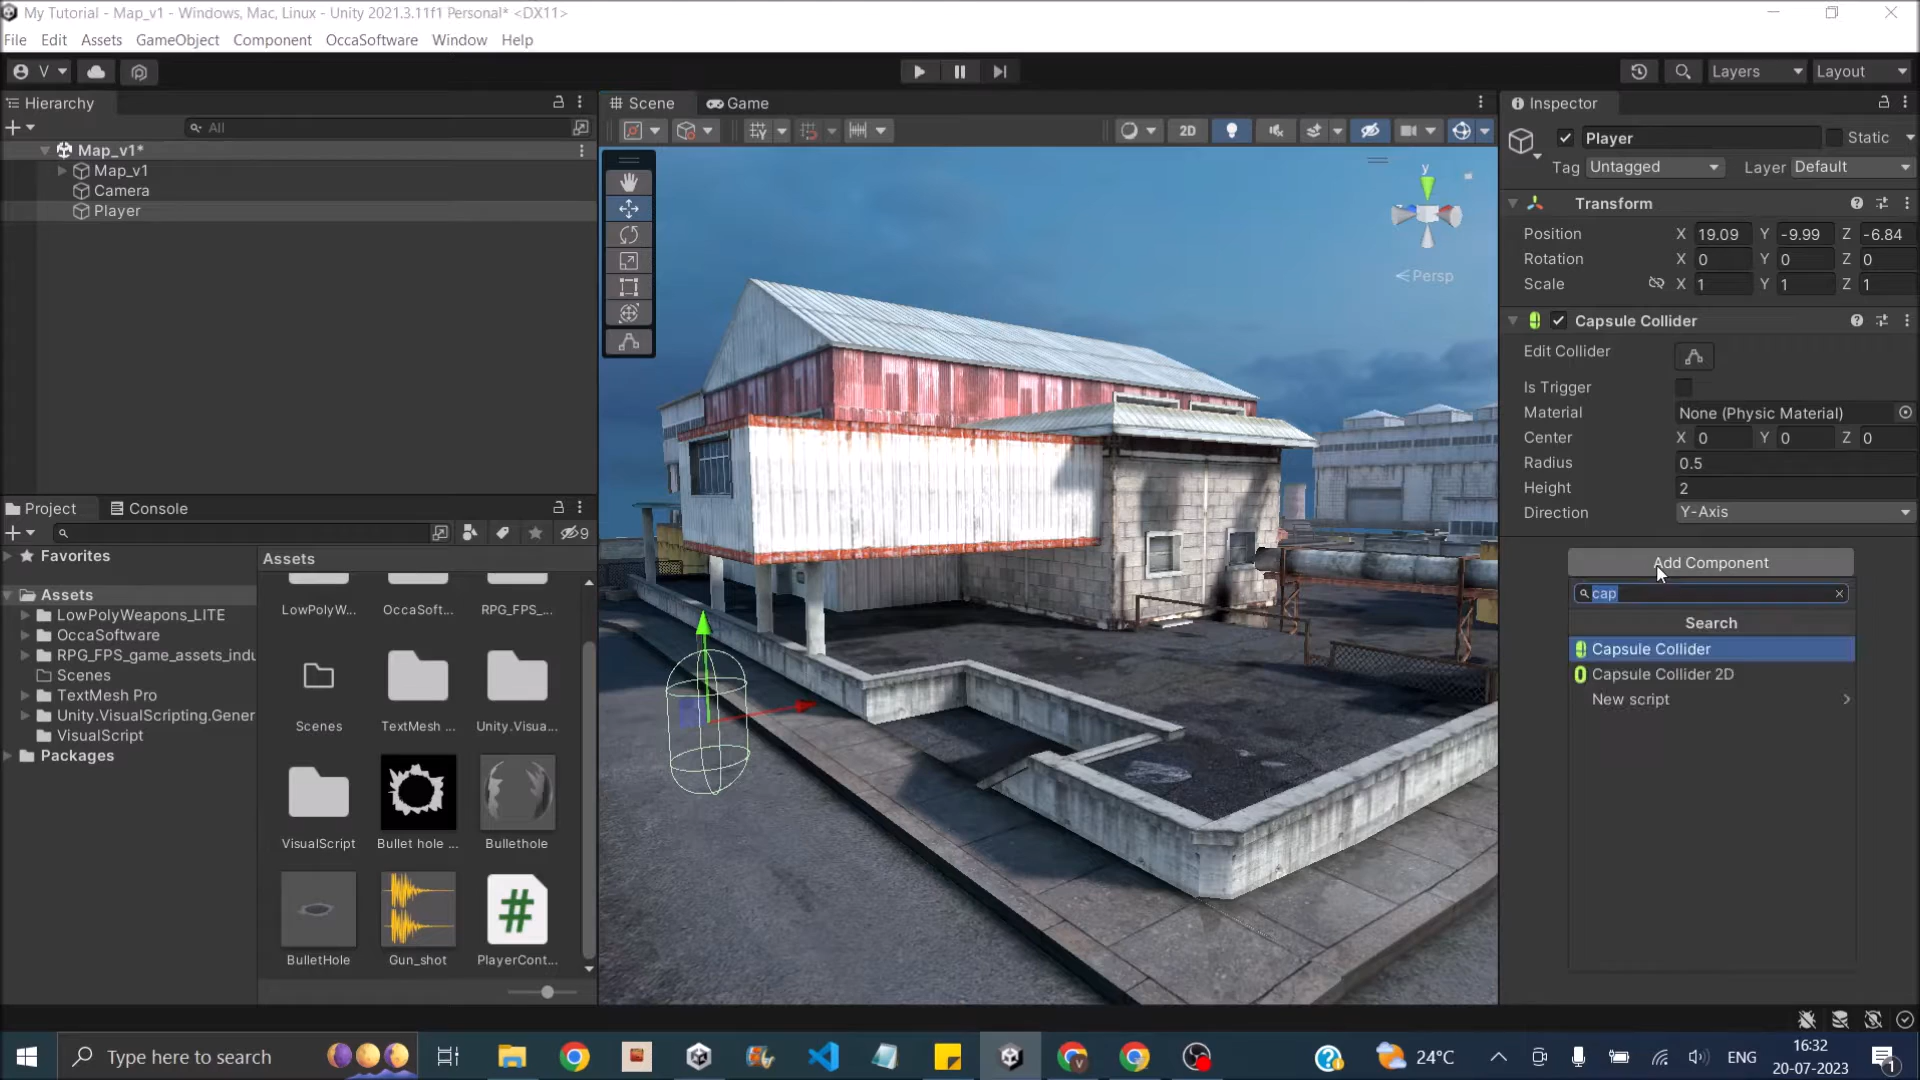 My Tutorial - Map_v1 - Windows, Mac, Linux - Unity 2021.3.11f1 Personal* <DX11>
File Edit Assets GameObject Component OccaSoftware Window Help
V
Layers
Layout
Hierarchy
All
Map_v1*
Map_v1
Camera
Player
Scene
Game
2D
y
Persp
Inspector
Player
Static
Tag Untagged
Layer Default
Transform
Position X 19.09 Y -9.99 Z -6.84
Rotation X 0 Y 0 Z 0
Scale X 1 Y 1 Z 1
Capsule Collider
Edit Collider
Is Trigger
Material None (Physic Material)
Center X 0 Y 0 Z 0
Radius 0.5
Height 2
Direction Y-Axis
Add Component
cap
Search
Capsule Collider
Capsule Collider 2D
New script
Project
Console
9
Favorites
Assets
LowPolyWeapons_LITE
OccaSoftware
RPG_FPS_game_assets_indu
Scenes
TextMesh Pro
Unity.VisualScripting.Gener
VisualScript
Packages
Assets
LowPolyW... OccaSoft... RPG_FPS_...
Scenes TextMesh ... Unity.Visua...
VisualScript Bullet hole ... Bullethole
BulletHole Gun_shot PlayerCont...
Type here to search
24°C
ENG
16:32
20-07-2023
1